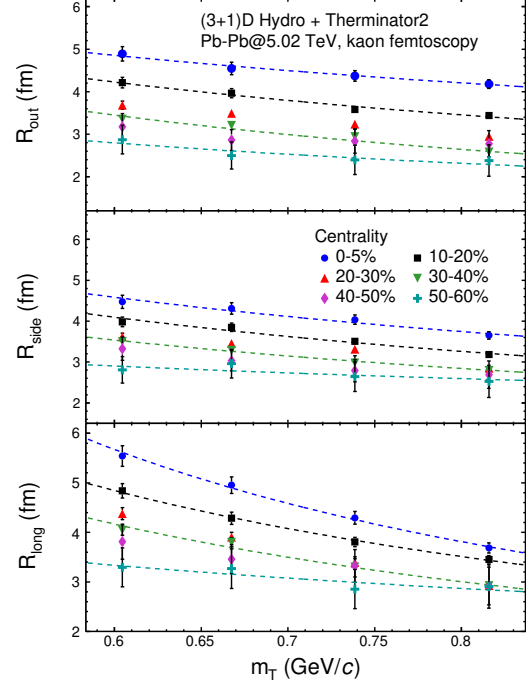 (3+1)D Hydro + Therminator2
Pb-Pb@5.02 TeV, kaon femtoscopy
R_out (fm)
6
5
4
3
2
Centrality
0-5% 10-20%
20-30% 30-40%
40-50% 50-60%
R_side (fm)
6
5
4
3
2
R_long (fm)
6
5
4
3
2
0.6 0.65 0.7 0.75 0.8
m_T (GeV/c)